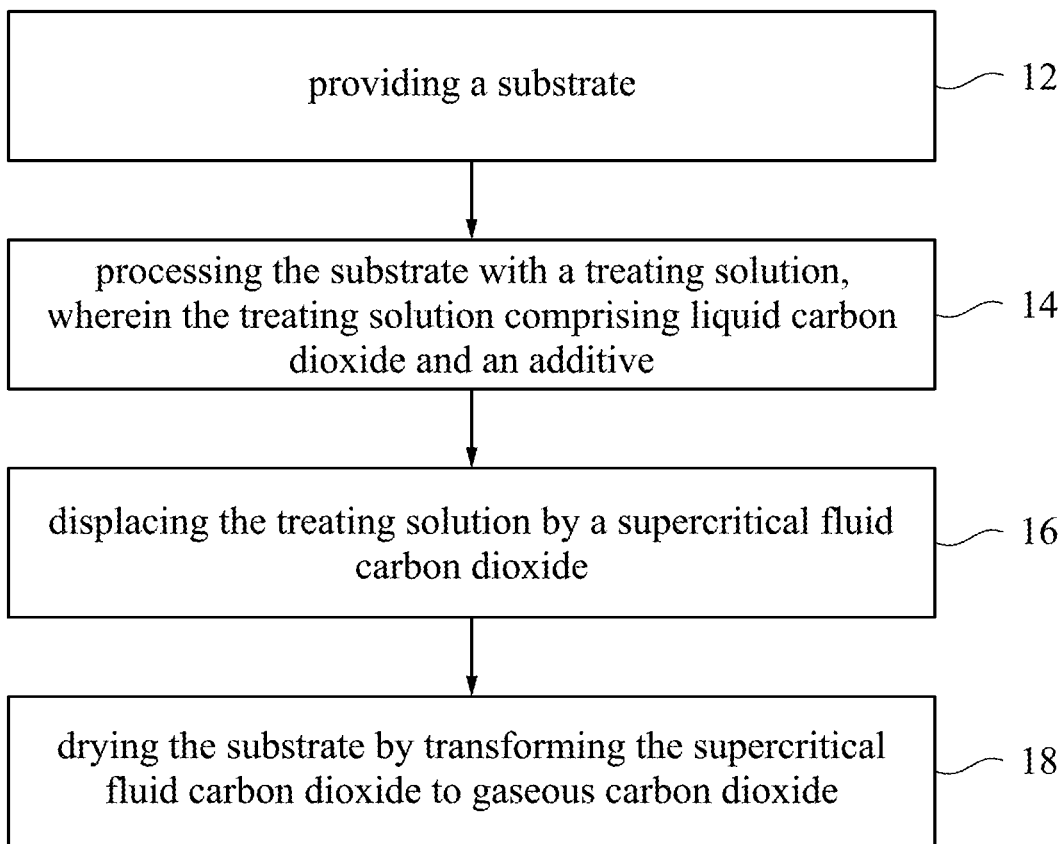 providing a substrate
12
processing the substrate with a treating solution,
wherein the treating solution comprising liquid carbon
dioxide and an additive
14
displacing the treating solution by a supercritical fluid
carbon dioxide
16
drying the substrate by transforming the supercritical
fluid carbon dioxide to gaseous carbon dioxide
18